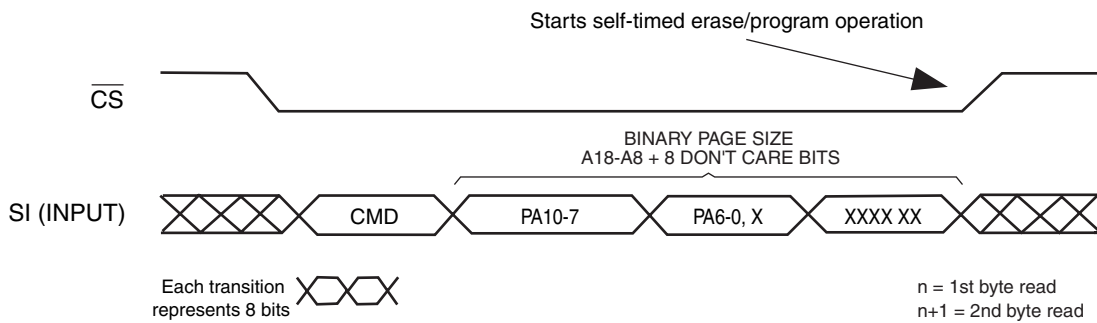 Starts self-timed erase/program operation
CS
BINARY PAGE SIZE
A18-A8 + 8 DON'T CARE BITS
SI (INPUT)
CMD
PA10-7
PA6-0, X
XXXX XX
Each transition
represents 8 bits
n = 1st byte read
n+1 = 2nd byte read